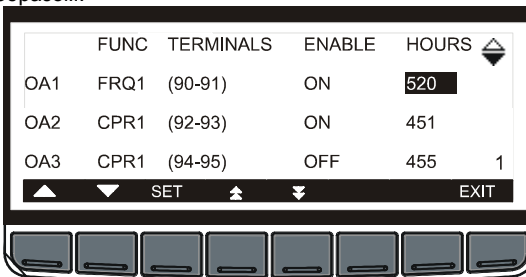 FUNC TERMINALS ENABLE HOURS
OA1 FRQ1 (90-91) ON 520
OA2 CPR1 (92-93) ON 451
OA3 CPR1 (94-95) OFF 455 1
SET EXIT